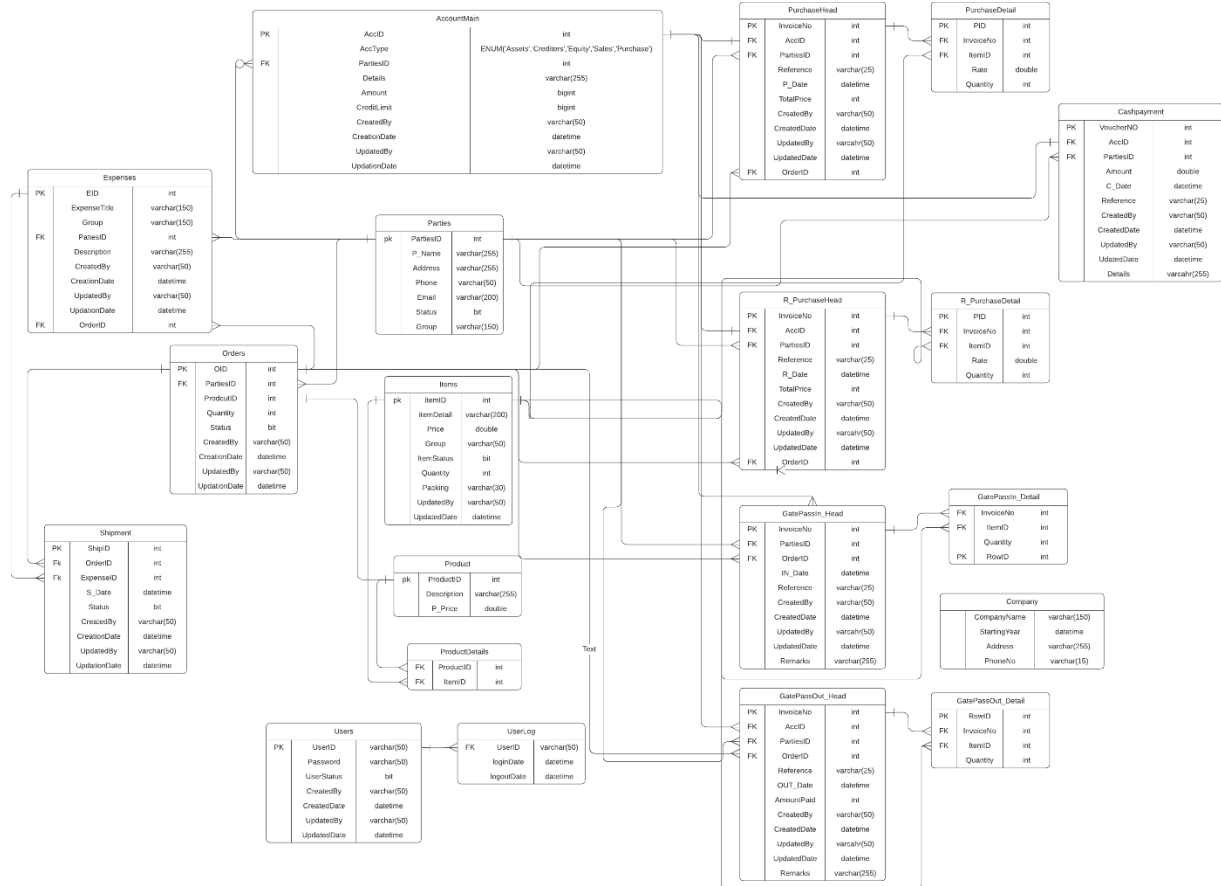 AccountMain
PK AccID int
AccType ENUM('Assets','Creditors','Equity','Sales','Purchase')
FK PartiesID int
Details varchar(255)
Amount bigint
CreditLimit bigint
CreatedBy varchar(50)
CreationDate datetime
UpdatedBy varchar(50)
UpdationDate datetime
PurchaseHead
PK InvoiceNo int
FK AccID int
FK PartiesID int
Reference varchar(25)
P_Date datetime
TotalPrice int
CreatedBy varchar(50)
CreatedDate datetime
UpdatedBy varcahr(50)
UpdatedDate datetime
FK OrderID int
PurchaseDetail
PK PID int
FK InvoiceNo int
FK ItemID int
Rate double
Quantity int
Cashpayment
PK VoucherNO int
FK AccID int
FK PartiesID int
Amount double
C_Date datetime
Reference varchar(25)
CreatedBy varchar(50)
CreatedDate datetime
UpdatedBy varchar(50)
UdatedDate datetime
Details varcahr(255)
Expenses
PK EID int
ExpenseTitle varchar(150)
Group varchar(150)
FK PatiesID int
Description varchar(255)
CreatedBy varchar(50)
CreationDate datetime
UpdatedBy varchar(50)
UpdationDate datetime
FK OrderID int
Parties
pk PartiesID int
P_Name varchar(255)
Address varchar(255)
Phone varchar(50)
Email varchar(200)
Status bit
Group varchar(150)
R_PurchaseHead
PK InvoiceNo int
FK AccID int
FK PartiesID int
Reference varchar(25)
R_Date datetime
TotalPrice int
CreatedBy varchar(50)
CreatedDate datetime
UpdatedBy varcahr(50)
UpdatedDate datetime
FK OrderID int
R_PurchaseDetail
PK PID int
FK InvoiceNo int
FK ItemID int
Rate double
Quantity int
Orders
PK OID int
FK PartiesID int
ProdcutID int
Quantity int
Status bit
CreatedBy varchar(50)
CreationDate datetime
UpdatedBy varchar(50)
UpdationDate datetime
Items
pk itemID int
itemDetail varchar(200)
Price double
Group varchar(50)
ItemStatus bit
Quantity int
Packing varchar(30)
UpdatedBy varchar(50)
UpdatedDate datetime
GatePassIn_Head
PK InvoiceNo int
FK PartiesID int
FK OrderID int
IN_Date datetime
Reference varchar(25)
CreatedBy varchar(50)
CreatedDate datetime
UpdatedBy varcahr(50)
UpdatedDate datetime
Remarks varchar(255)
GatePassIn_Detail
FK InvoiceNo int
FK ItemID int
Quantity int
PK RowID int
Shipment
PK ShipID int
Fk OrderID int
Fk ExpenseID int
S_Date datetime
Status bit
CreatedBy varchar(50)
CreationDate datetime
UpdatedBy varchar(50)
UpdationDate datetime
Product
pk ProductID int
Description varchar(255)
P_Price double
Company
CompanyName varchar(150)
StartingYear datetime
Address varchar(255)
PhoneNo varchar(15)
ProductDetails
FK ProductID int
FK ItemID int
Text
GatePassOut_Head
PK InvoiceNo int
FK AccID int
FK PartiesID int
FK OrderID int
Reference varchar(25)
OUT_Date datetime
AmountPaid int
CreatedBy varchar(50)
CreatedDate datetime
UpdatedBy varcahr(50)
UpdatedDate datetime
Remarks varchar(255)
GatePassOut_Detail
PK RowID int
FK InvoiceNo int
FK ItemID int
Quantity int
Users
PK UserID varchar(50)
Password varchar(50)
UserStatus bit
CreatedBy varchar(50)
CreatedDate datetime
UpdatedBy varchar(50)
UpdatedDate datetime
UserLog
FK UserID varchar(50)
loginDate datetime
logoutDate datetime